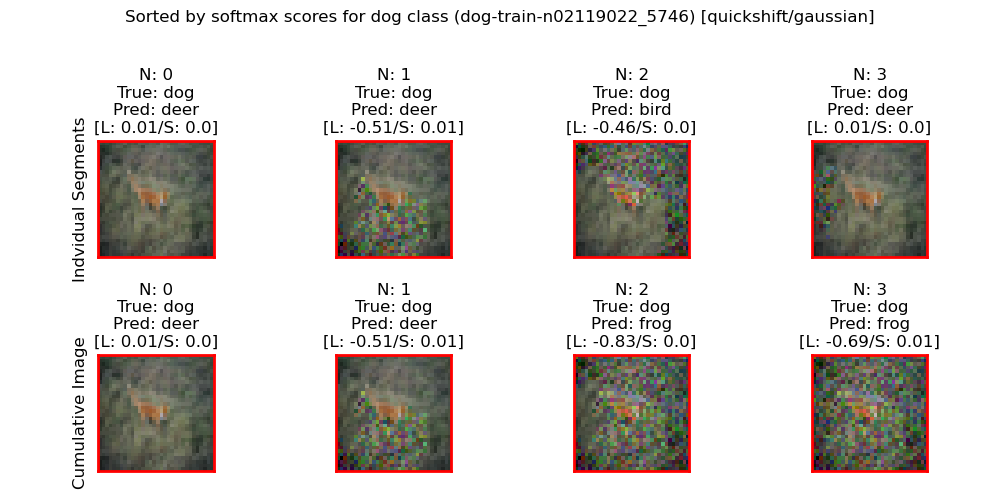 Sorted by softmax scores for dog class (dog-train-n02119022_5746) [quickshift/gaussian]
Indvidual Segments
N: 0
True: dog
Pred: deer
[L: 0.01/S: 0.0]
N: 1
True: dog
Pred: deer
[L: -0.51/S: 0.01]
N: 2
True: dog
Pred: bird
[L: -0.46/S: 0.0]
N: 3
True: dog
Pred: deer
[L: 0.01/S: 0.0]
Cumulative Image
N: 0
True: dog
Pred: deer
[L: 0.01/S: 0.0]
N: 1
True: dog
Pred: deer
[L: -0.51/S: 0.01]
N: 2
True: dog
Pred: frog
[L: -0.83/S: 0.0]
N: 3
True: dog
Pred: frog
[L: -0.69/S: 0.01]